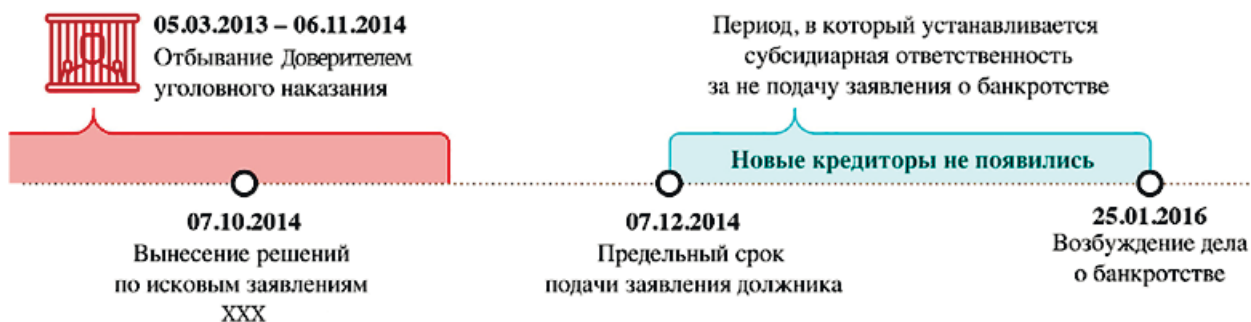 05.03.2013 – 06.11.2014
Отбывание Доверителем
уголовного наказания
Период, в который устанавливается
субсидиарная ответственность
за не подачу заявления о банкротстве
Новые кредиторы не появились
07.10.2014
Вынесение решений
по исковым заявлениям
XXX
07.12.2014
Предельный срок
подачи заявления должника
25.01.2016
Возбуждение дела
о банкротстве